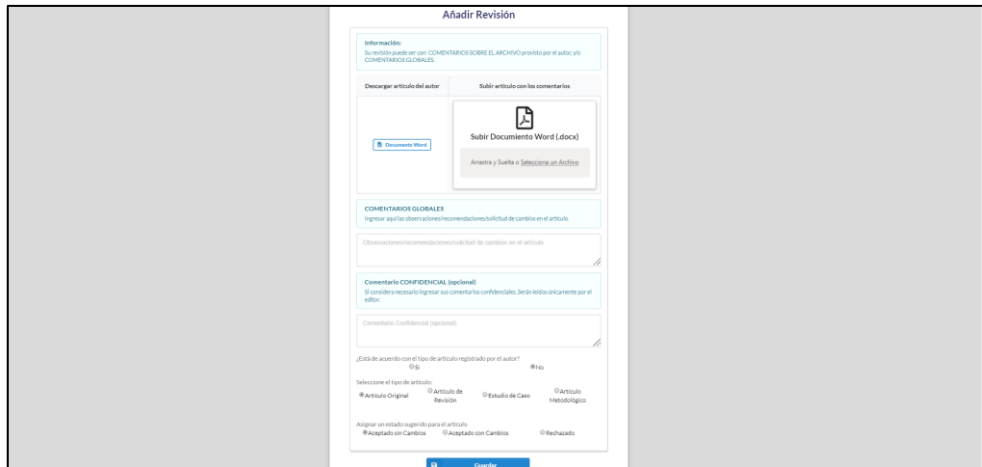 Añadir Revisión
Información:
Su revisión puede ser con: COMENTARIOS SOBRE EL ARCHIVO provisto por el autor, y/o
COMENTARIOS GLOBALES.
Descargar artículo del autor
Subir artículo con los comentarios
Documento Word
Subir Documiento Word (.docx)
Arrastra y Suelta o Seleccione un Archivo
COMENTARIOS GLOBALES
Ingresar aquí las observaciones/recomendaciones/solicitud de cambios en el artículo.
Observaciones/recomendaciones/solicitud de cambios en el artículo
Comentario CONFIDENCIAL (opcional)
Si considera necesario ingresar sus comentarios confidenciales. Serán leídos únicamente por el
editor.
Comentario Confidencial (opcional)
¿Está de acuerdo con el tipo de artículo registrado por el autor?
Si No
Seleccione el tipo de artículo:
Artículo Original Artículo de Revisión Estudio de Caso Artículo Metodológico
Asignar un estado sugerido para el artículo
Aceptado sin Cambios Aceptado con Cambios Rechazado
Guardar